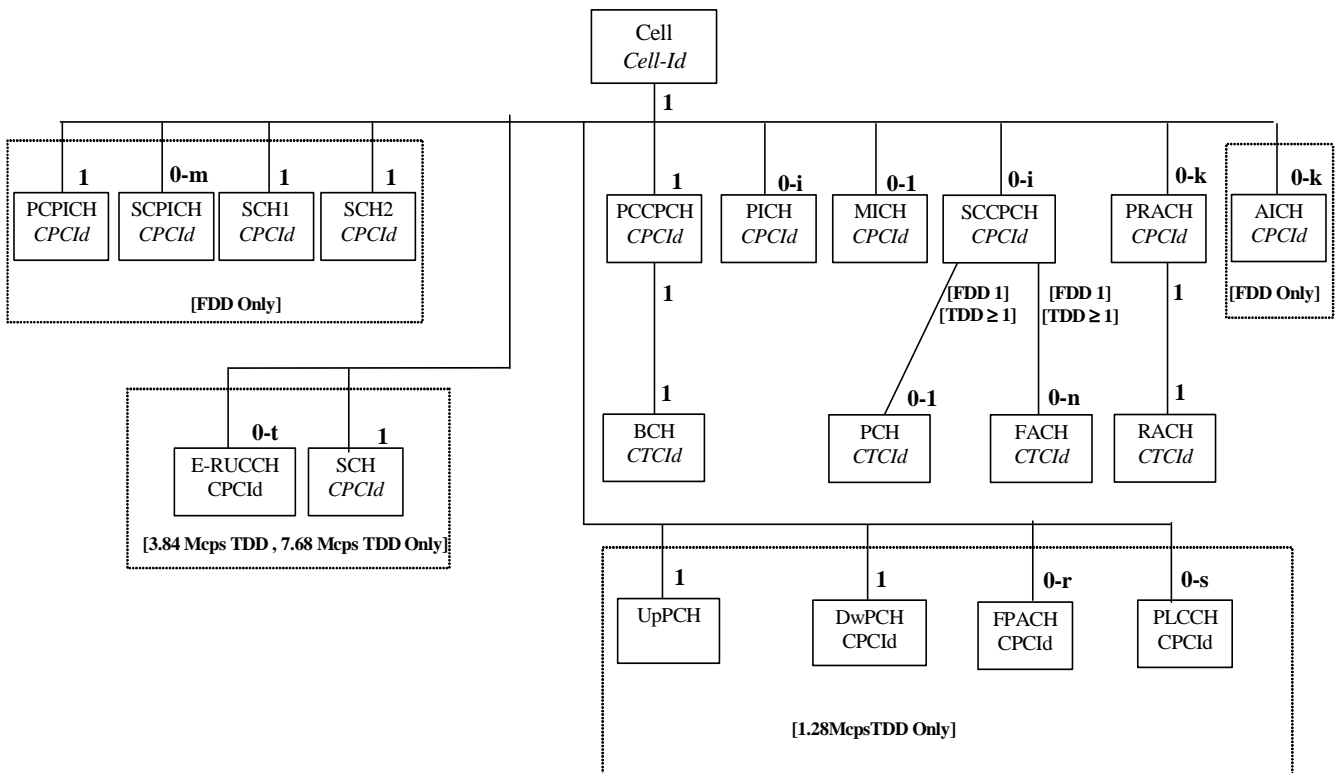 Cell
Cell-Id
1
1
0-m
1
1
1
0-i
0-1
0-i
0-k
0-k
PCPICH
CPCId
SCPICH
CPCId
SCH1
CPCId
SCH2
CPCId
PCCPCH
CPCId
PICH
CPCId
MICH
CPCId
SCCPCH
CPCId
PRACH
CPCId
AICH
CPCId
[FDD Only]
1
[FDD 1]
[TDD ≥ 1]
[FDD 1]
[TDD ≥ 1]
1
[FDD Only]
1
0-1
0-n
1
BCH
CTCId
PCH
CTCId
FACH
CTCId
RACH
CTCId
0-t
1
E-RUCCH
CPCId
SCH
CPCId
[3.84 Mcps TDD , 7.68 Mcps TDD Only]
1
1
0-r
0-s
UpPCH
DwPCH
CPCId
FPACH
CPCId
PLCCH
CPCId
[1.28McpsTDD Only]